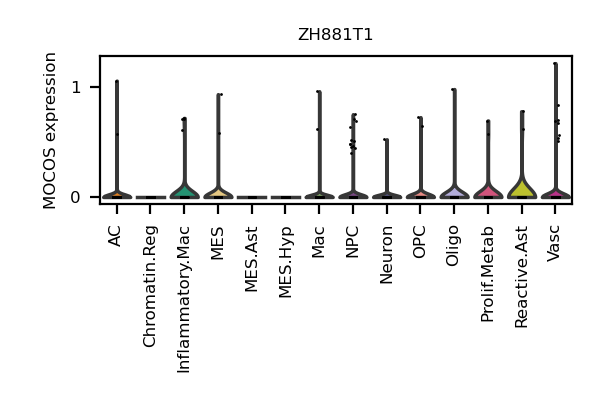 ZH881T1
MOCOS expression
1
0
AC
Chromatin.Reg
Inflammatory.Mac
MES
MES.Ast
MES.Hyp
Mac
NPC
Neuron
OPC
Oligo
Prolif.Metab
Reactive.Ast
Vasc